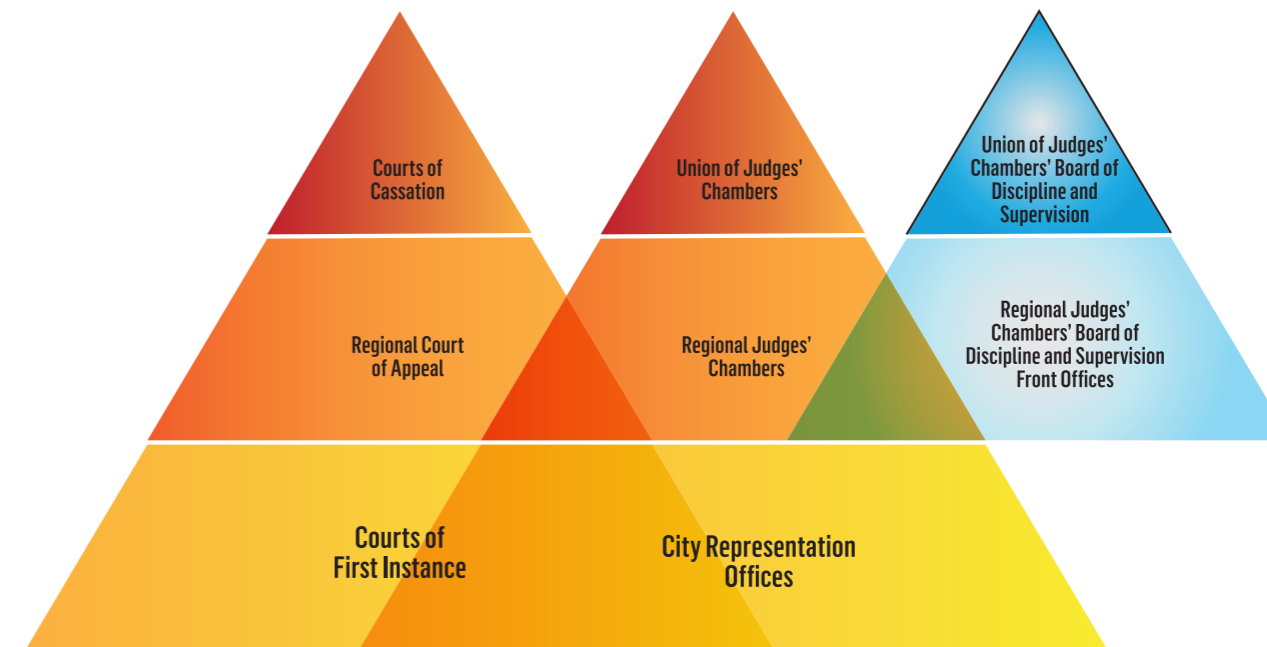 Courts of
Cassation
Union of Judges’
Chambers
Union of Judges’
Chambers’ Board of
Discipline and
Supervision
Regional Court
of Appeal
Regional Judges’
Chambers
Regional Judges’
Chambers’ Board of
Discipline and Supervision
Front Offices
Courts of
First Instance
City Representation
Offices